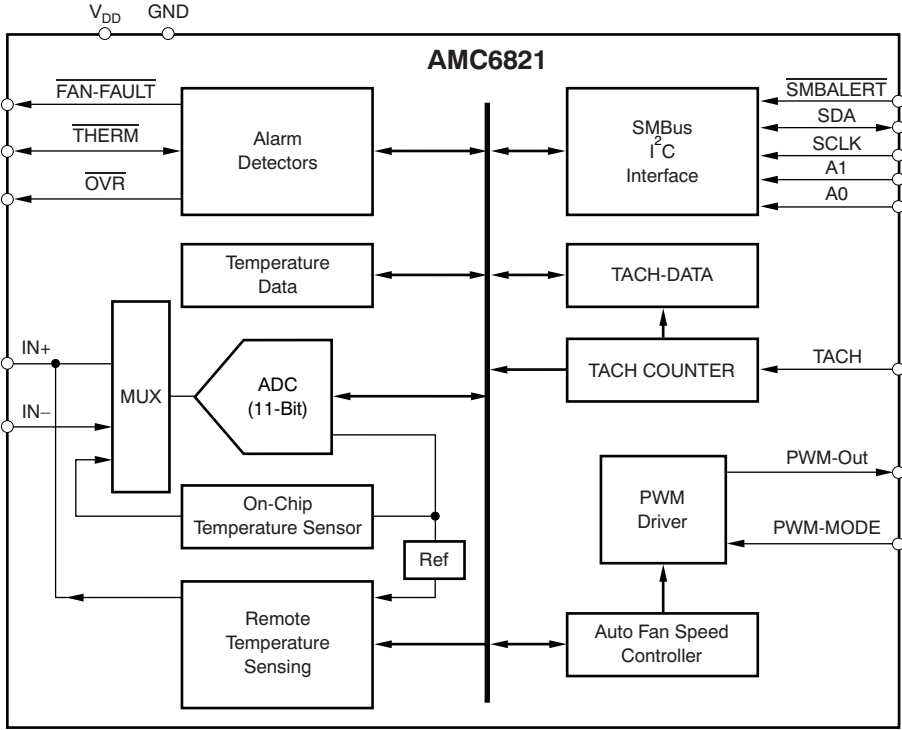 V_DD GND
AMC6821
FAN-FAULT
THERM
OVR
Alarm
Detectors
SMBus
I²C
Interface
SMBALERT
SDA
SCLK
A1
A0
Temperature
Data
TACH-DATA
IN+
IN–
MUX
ADC
(11-Bit)
TACH COUNTER
TACH
On-Chip
Temperature Sensor
Ref
PWM
Driver
PWM-Out
PWM-MODE
Remote
Temperature
Sensing
Auto Fan Speed
Controller